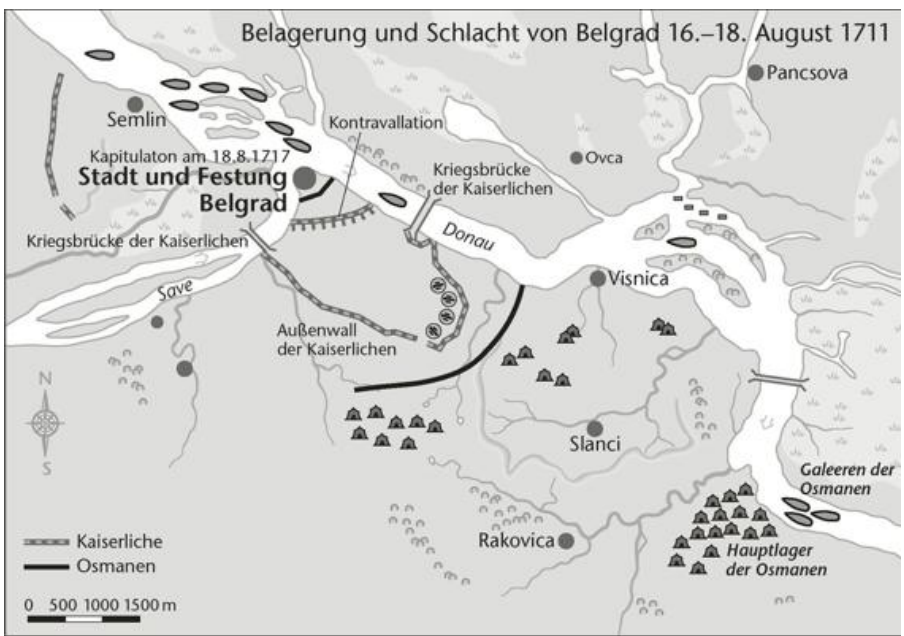 Belagerung und Schlacht von Belgrad 16.–18. August 1711
Pancsova
Semlin
Kontravallation
Kapitulaton am 18.8.1717
Stadt und Festung
Belgrad
Kriegsbrücke
der Kaiserlichen
Ovca
Kriegsbrücke der Kaiserlichen
Donau
Save
Visnica
Außenwall
der Kaiserlichen
N
S
Slanci
Galeeren der
Osmanen
Rakovica
Hauptlager
der Osmanen
Kaiserliche
Osmanen
0 500 1000 1500 m